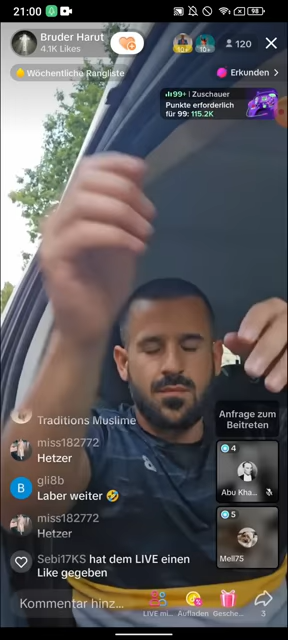 21:00
98
Bruder Harut
4.1K Likes
10+
10+
120
Wöchentliche Rangliste
Erkunden
99+ | Zuschauer
Punkte erforderlich
für 99: 115.2K
Traditions Muslime
miss182772
Hetzer
B
gli8b
Laber weiter 🤣
miss182772
Hetzer
Sebi17KS hat dem LIVE einen
Like gegeben
Anfrage zum
Beitreten
4
Abu Kha...
5
Mell75
Kommentar hinz...
LIVE mi...
Aufladen
Gesche...
3